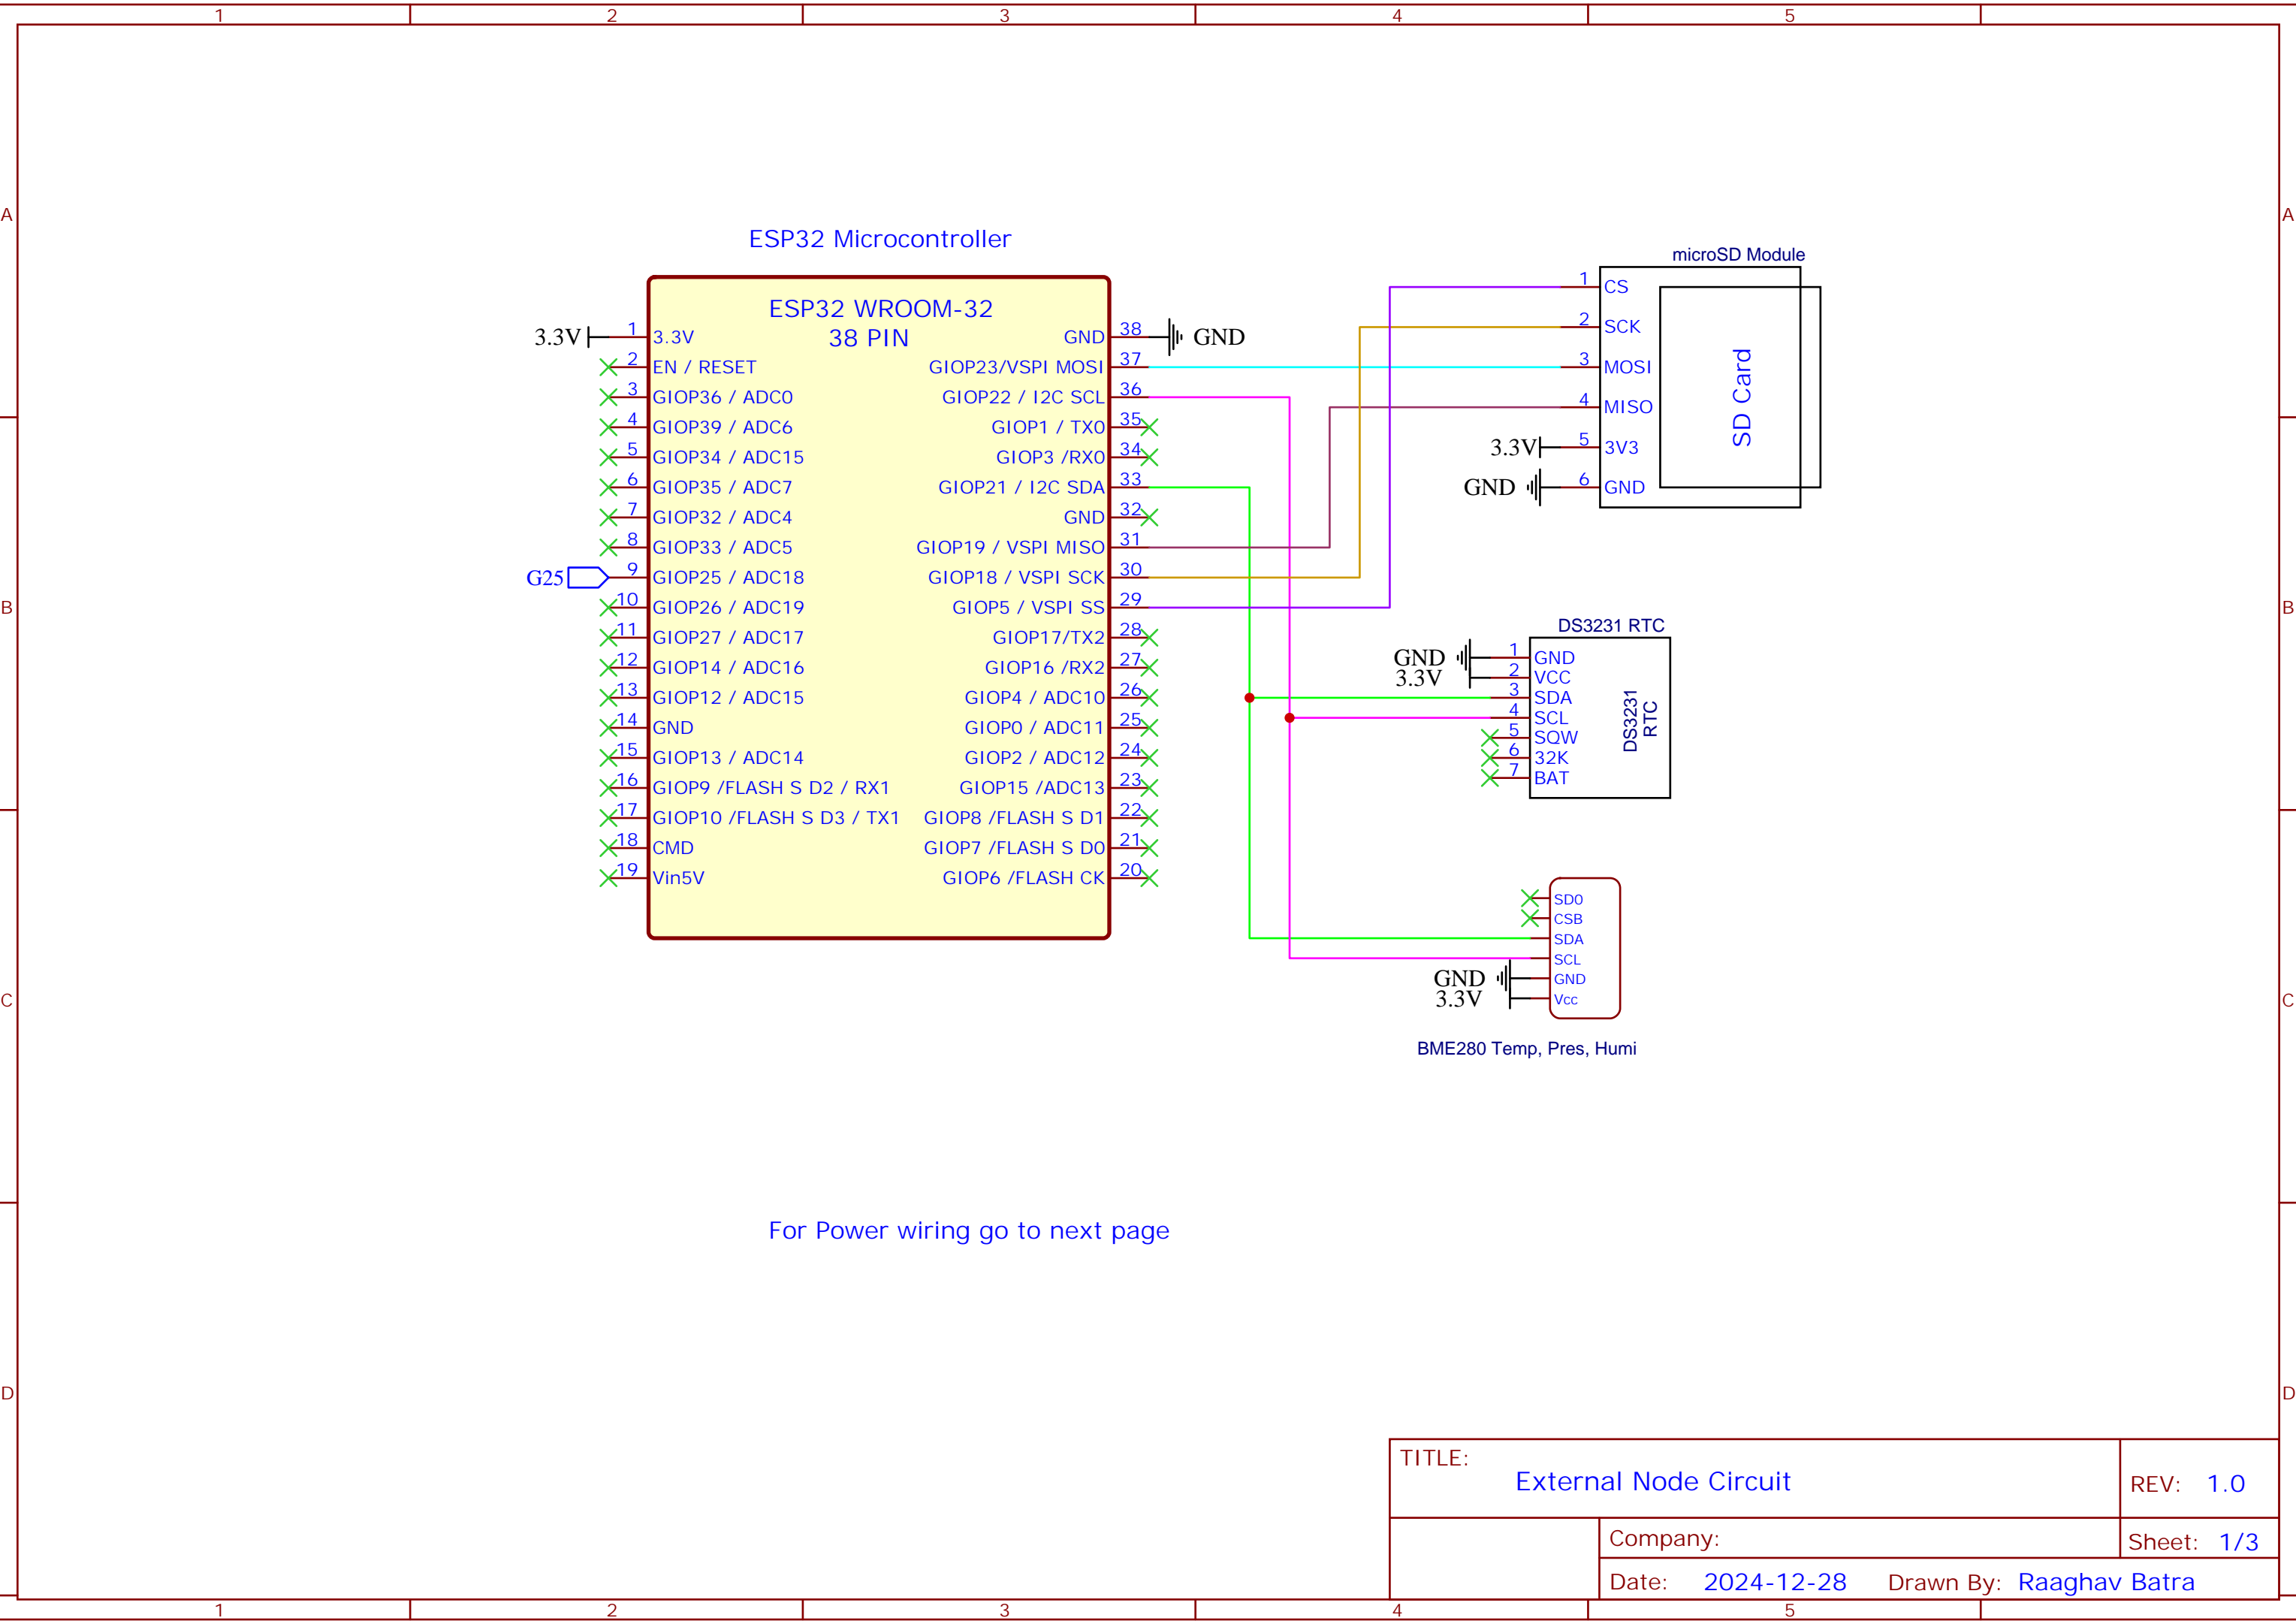 1 2 3 4 5
A A
B B
C C
D D
ESP32 Microcontroller
ESP32 WROOM-32
38 PIN
3.3V 1 3.3V
2 EN / RESET
3 GIOP36 / ADC0
4 GIOP39 / ADC6
5 GIOP34 / ADC15
6 GIOP35 / ADC7
7 GIOP32 / ADC4
8 GIOP33 / ADC5
G25 9 GIOP25 / ADC18
10 GIOP26 / ADC19
11 GIOP27 / ADC17
12 GIOP14 / ADC16
13 GIOP12 / ADC15
14 GND
15 GIOP13 / ADC14
16 GIOP9 /FLASH S D2 / RX1
17 GIOP10 /FLASH S D3 / TX1
18 CMD
19 Vin5V
GND 38 GND
GIOP23/VSPI MOSI 37
GIOP22 / I2C SCL 36
GIOP1 / TX0 35
GIOP3 /RX0 34
GIOP21 / I2C SDA 33
GND 32
GIOP19 / VSPI MISO 31
GIOP18 / VSPI SCK 30
GIOP5 / VSPI SS 29
GIOP17/TX2 28
GIOP16 /RX2 27
GIOP4 / ADC10 26
GIOP0 / ADC11 25
GIOP2 / ADC12 24
GIOP15 /ADC13 23
GIOP8 /FLASH S D1 22
GIOP7 /FLASH S D0 21
GIOP6 /FLASH CK 20
microSD Module
1 CS
2 SCK
3 MOSI
4 MISO
3.3V 5 3V3
GND 6 GND
SD Card
DS3231 RTC
GND 1 GND
3.3V 2 VCC
3 SDA
4 SCL
5 SQW
6 32K
7 BAT
DS3231
RTC
SD0
CSB
SDA
SCL
GND GND
3.3V Vcc
BME280 Temp, Pres, Humi
For Power wiring go to next page
TITLE:
External Node Circuit
REV: 1.0
Company:
Sheet: 1/3
Date: 2024-12-28 Drawn By: Raaghav Batra
1 2 3 4 5